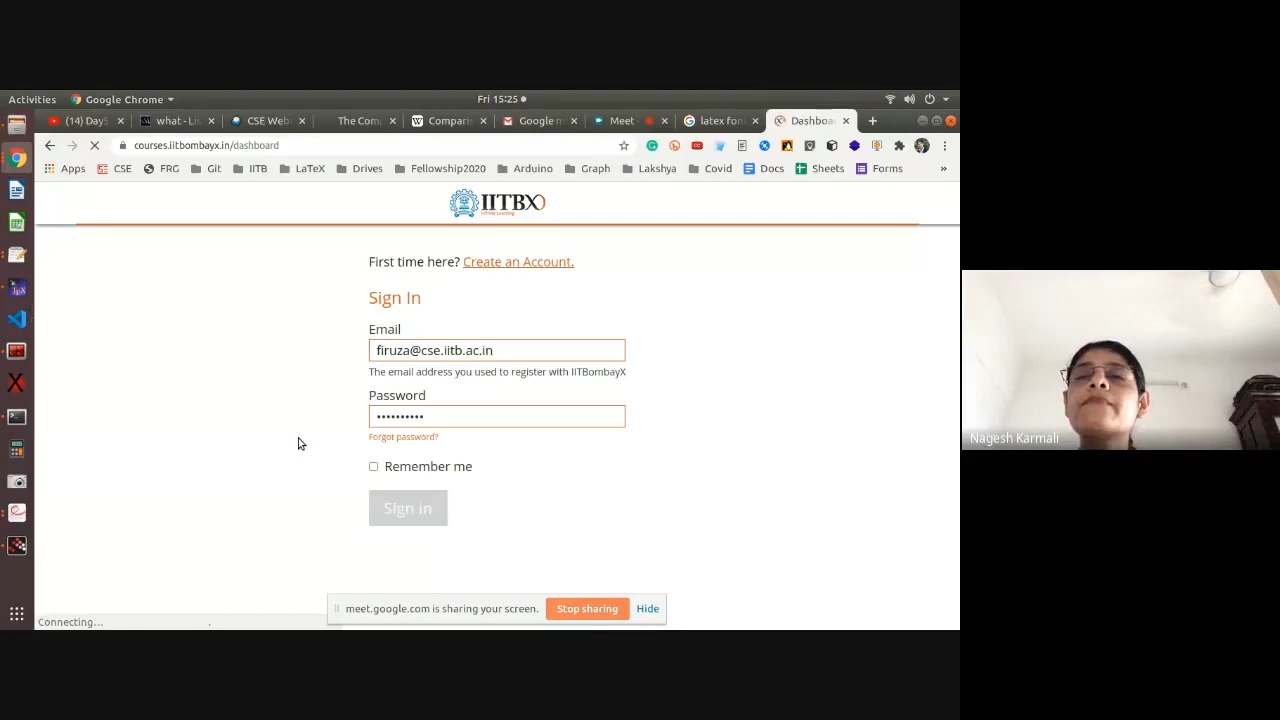 Activities Google Chrome Fri 15:25
(14) Day5 what - Lis CSE Web The Com Comparis Google m Meet - latex fon Dashboa
courses.iitbombayx.in/dashboard
Apps CSE FRG Git IITB LaTeX Drives Fellowship2020 Arduino Graph Lakshya Covid Docs Sheets Forms »
IITBX
First time here? Create an Account.
Sign In
Email
firuza@cse.iitb.ac.in
The email address you used to register with IITBombayX
Password
••••••••••
Forgot password?
Remember me
Sign in
Nagesh Karmali
meet.google.com is sharing your screen. Stop sharing Hide
Connecting...